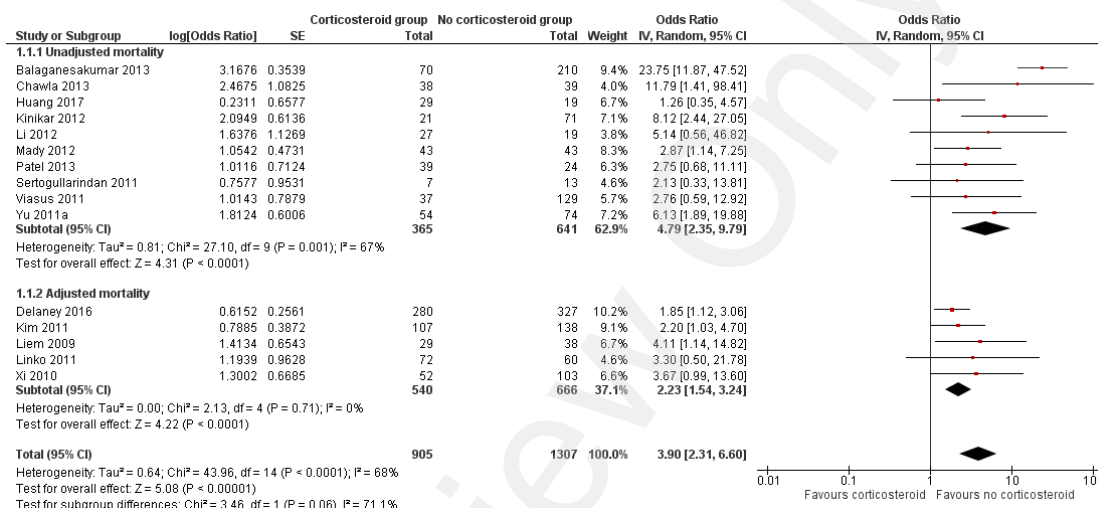 Corticosteroid group No corticosteroid group Odds Ratio Odds Ratio
Study or Subgroup log[Odds Ratio] SE Total Total Weight IV, Random, 95% CI IV, Random, 95% CI
1.1.1 Unadjusted mortality
Balaganesakumar 2013 3.1676 0.3539 70 210 9.4% 23.75 [11.87, 47.52]
Chawla 2013 2.4675 1.0825 38 39 4.0% 11.79 [1.41, 98.41]
Huang 2017 0.2311 0.6577 29 19 6.7% 1.26 [0.35, 4.57]
Kinikar 2012 2.0949 0.6136 21 71 7.1% 8.12 [2.44, 27.05]
Li 2012 1.6376 1.1269 27 19 3.8% 5.14 [0.56, 46.82]
Mady 2012 1.0542 0.4731 43 43 8.3% 2.87 [1.14, 7.25]
Patel 2013 1.0116 0.7124 39 24 6.3% 2.75 [0.68, 11.11]
Sertogullarindan 2011 0.7577 0.9531 7 13 4.6% 2.13 [0.33, 13.81]
Viasus 2011 1.0143 0.7879 37 129 5.7% 2.76 [0.59, 12.92]
Yu 2011a 1.8124 0.6006 54 74 7.2% 6.13 [1.89, 19.88]
Subtotal (95% CI) 365 641 62.9% 4.79 [2.35, 9.79]
Heterogeneity: Tau² = 0.81; Chi² = 27.10, df = 9 (P = 0.001); I² = 67%
Test for overall effect: Z = 4.31 (P < 0.0001)
1.1.2 Adjusted mortality
Delaney 2016 0.6152 0.2561 280 327 10.2% 1.85 [1.12, 3.06]
Kim 2011 0.7885 0.3872 107 138 9.1% 2.20 [1.03, 4.70]
Liem 2009 1.4134 0.6543 29 38 6.7% 4.11 [1.14, 14.82]
Linko 2011 1.1939 0.9628 72 60 4.6% 3.30 [0.50, 21.78]
Xi 2010 1.3002 0.6685 52 103 6.6% 3.67 [0.99, 13.60]
Subtotal (95% CI) 540 666 37.1% 2.23 [1.54, 3.24]
Heterogeneity: Tau² = 0.00; Chi² = 2.13, df = 4 (P = 0.71); I² = 0%
Test for overall effect: Z = 4.22 (P < 0.0001)
Total (95% CI) 905 1307 100.0% 3.90 [2.31, 6.60]
Heterogeneity: Tau² = 0.64; Chi² = 43.96, df = 14 (P < 0.0001); I² = 68%
Test for overall effect: Z = 5.08 (P < 0.00001)
Test for subgroup differences: Chi² = 3.46, df = 1 (P = 0.06), I² = 71.1%
0.01 0.1 1 10
Favours corticosteroid Favours no corticosteroid